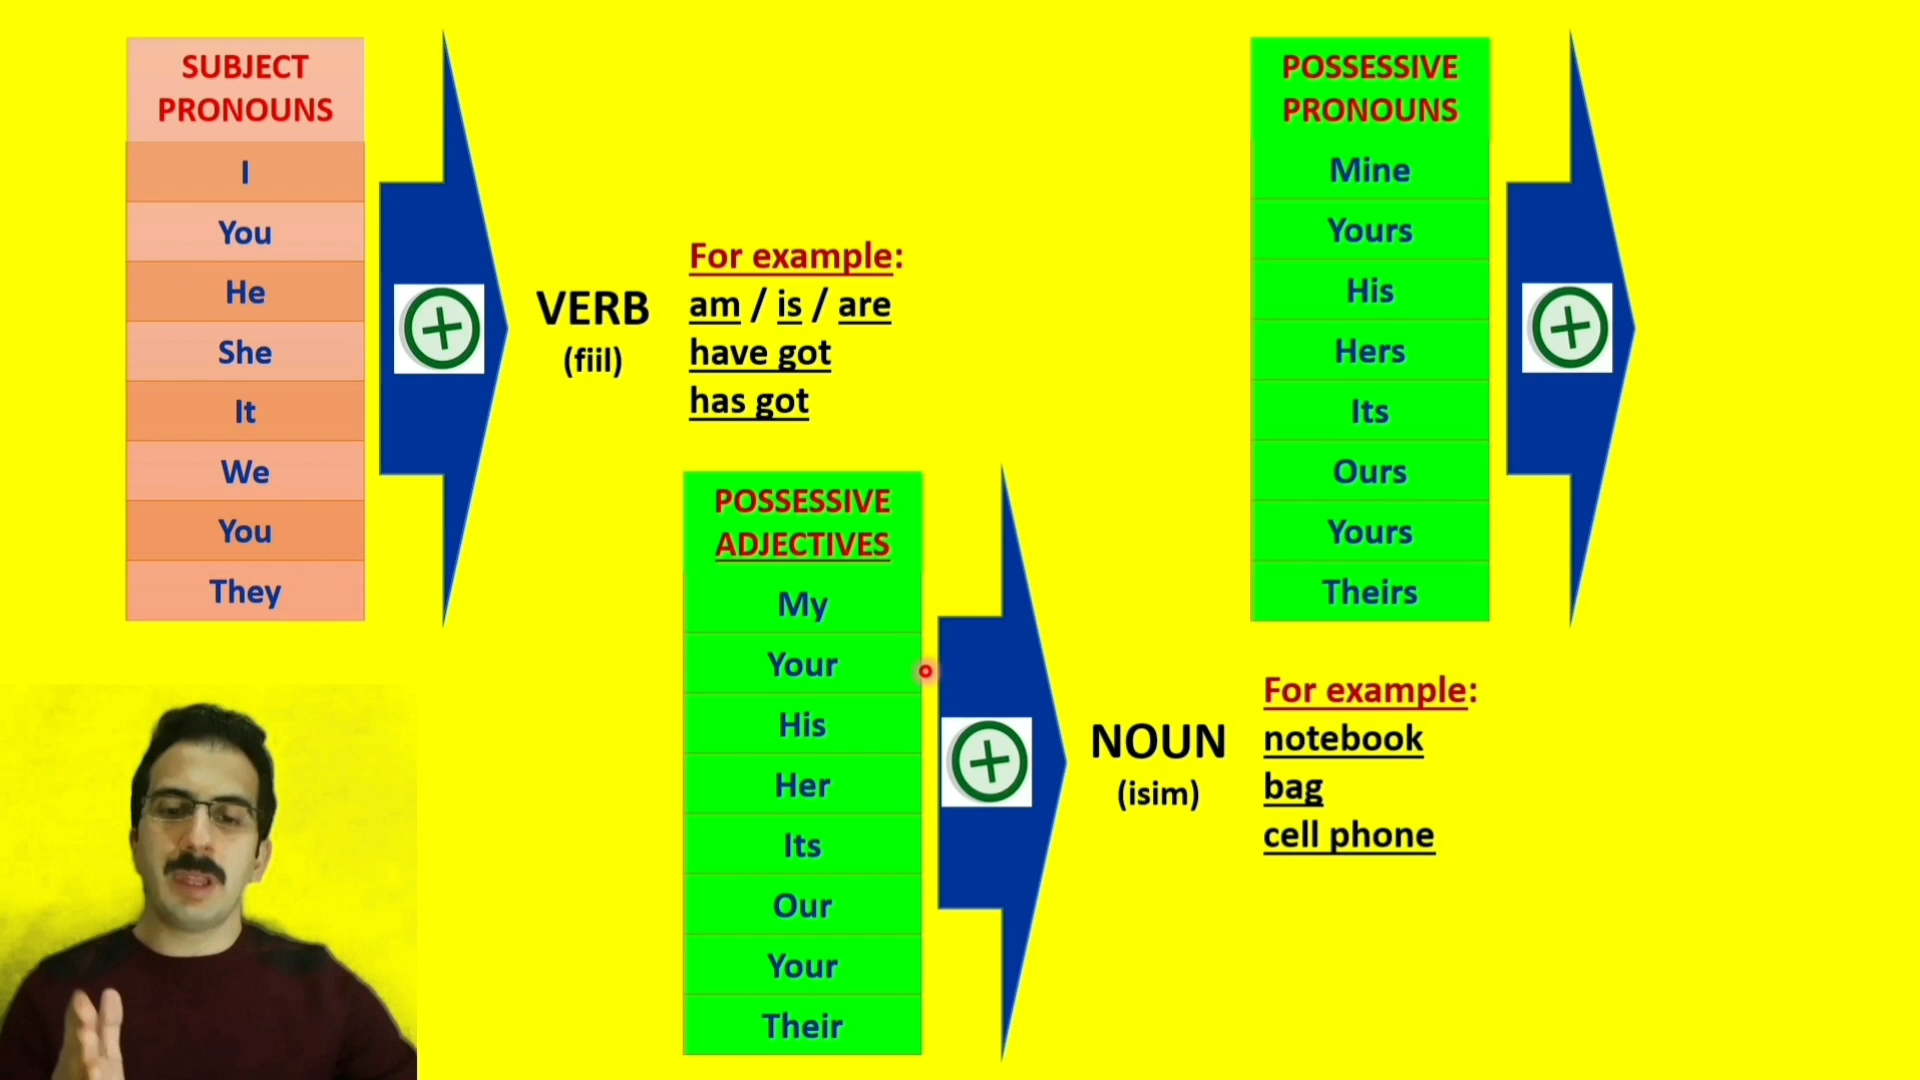 SUBJECT
PRONOUNS
I
You
He
She
It
We
You
They
VERB
(fiil)
For example:
am / is / are
have got
has got
POSSESSIVE
ADJECTIVES
My
Your
His
Her
Its
Our
Your
Their
NOUN
(isim)
For example:
notebook
bag
cell phone
POSSESSIVE
PRONOUNS
Mine
Yours
His
Hers
Its
Ours
Yours
Theirs